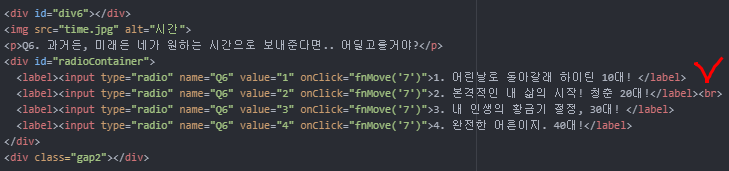 <div id="div6"></div>
<img src="time.jpg" alt="시간">
<p>Q6. 과거든, 미래든 네가 원하는 시간으로 보내준다면.. 어딜고를거야?</p>
<div id="radioContainer">
<label><input type="radio" name="Q6" value="1" onClick="fnMove('7')">1. 어린날로 돌아갈래 하이틴 10대! </label>
<label><input type="radio" name="Q6" value="2" onClick="fnMove('7')">2. 본격적인 내 삶의 시작! 청춘 20대!</label><br>
<label><input type="radio" name="Q6" value="3" onClick="fnMove('7')">3. 내 인생의 황금기 결정, 30대! </label>
<label><input type="radio" name="Q6" value="4" onClick="fnMove('7')">4. 완전한 어른이지. 40대!</label>
</div>
<div class="gap2"></div>